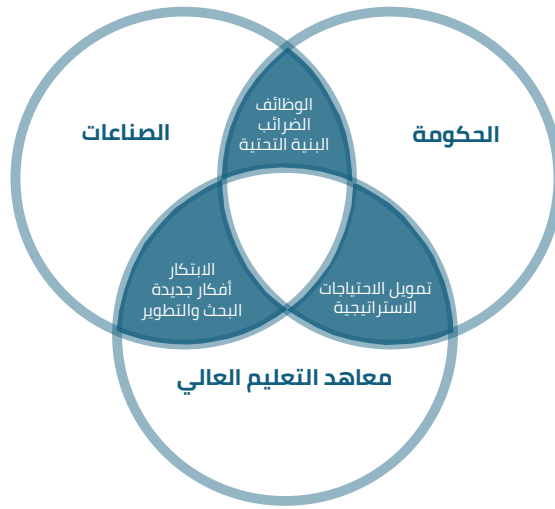 الوظائف
الضرائب
البنية التحتية
الحكومة
الصناعات
تمويل الاحتياجات
الاستراتيجية
الابتكار
أفكار جديدة
البحث والتطوير
معاهد التعليم العالي